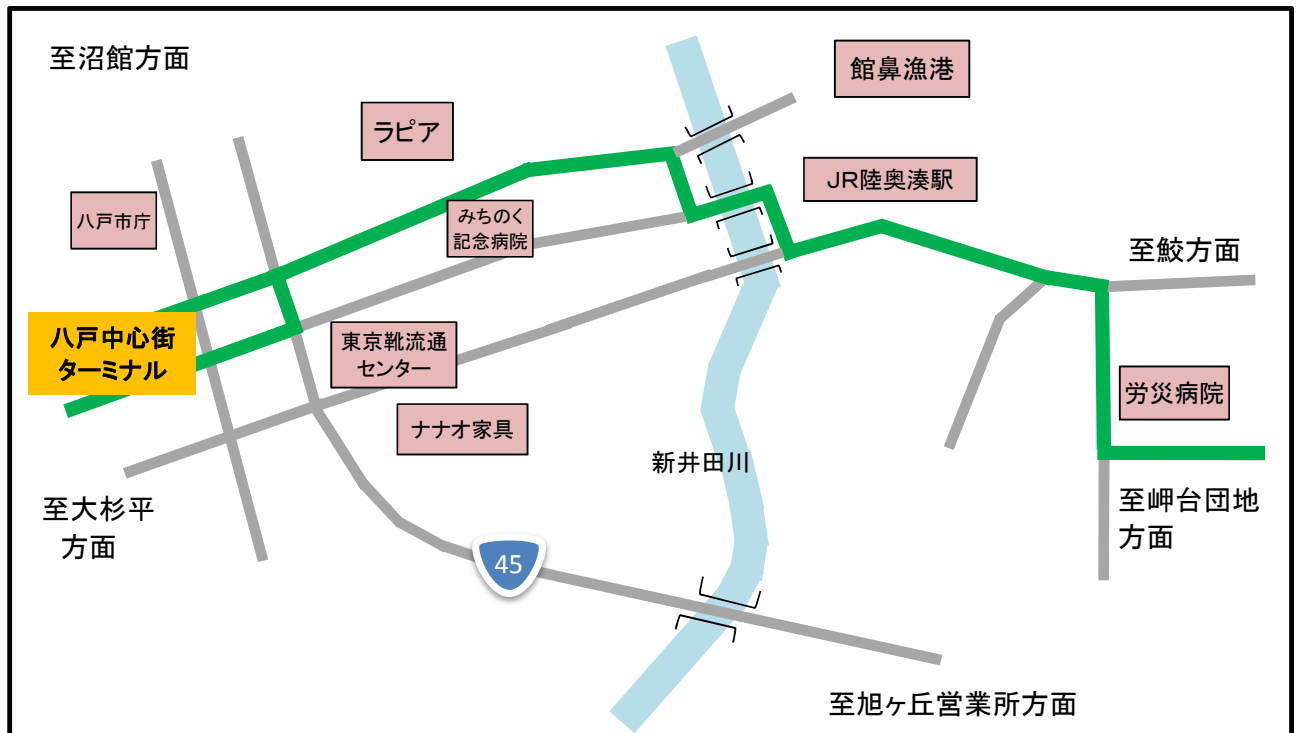 至沼館方面
館鼻漁港
ラピア
JR陸奥湊駅
八戸市庁
みちのく
記念病院
至鮫方面
八戸中心街
ターミナル
東京靴流通
センター
労災病院
ナナオ家具
新井田川
至大杉平
方面
至岬台団地
方面
45
至旭ヶ丘営業所方面